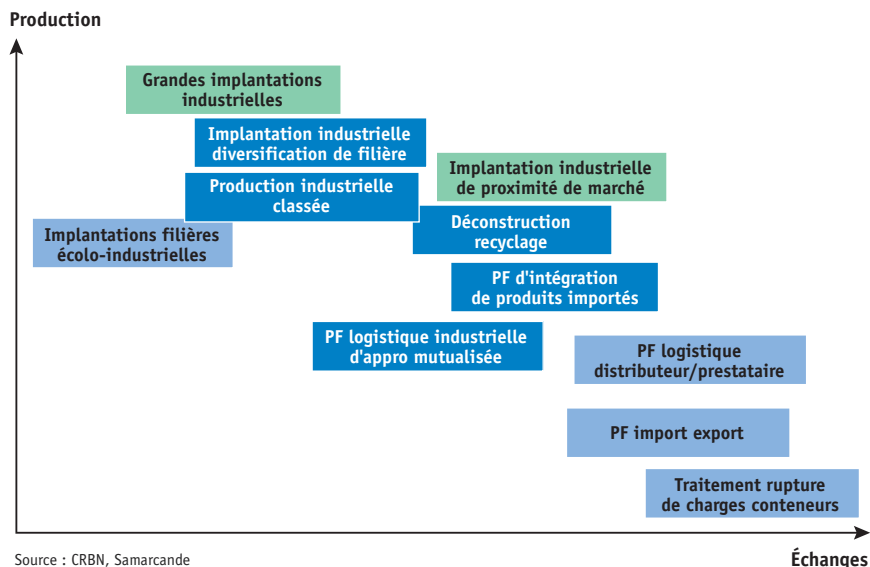 Production
Grandes implantations
industrielles
Implantation industrielle
diversification de filière
Implantation industrielle
de proximité de marché
Production industrielle
classée
Déconstruction
recyclage
Implantations filières
écolo-industrielles
PF d'intégration
de produits importés
PF logistique industrielle
d'appro mutualisée
PF logistique
distributeur/prestataire
PF import export
Traitement rupture
de charges conteneurs
Source : CRBN, Samarcande
Échanges